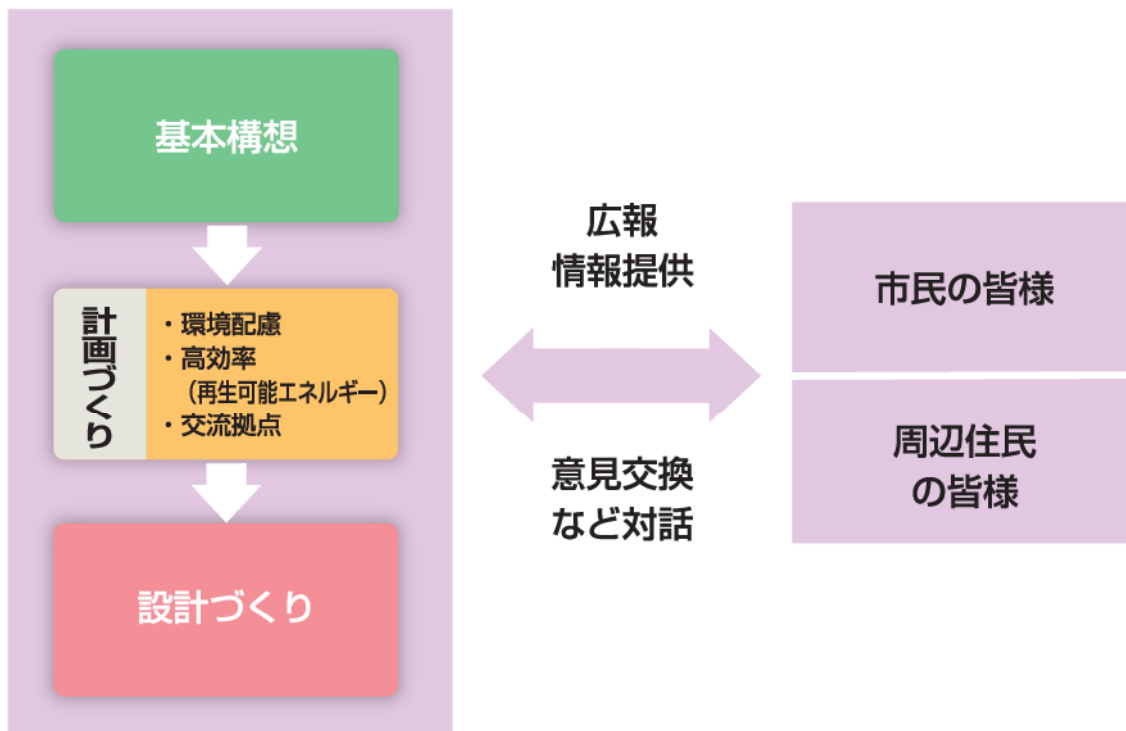 基本構想
計画づくり
・環境配慮
・高効率
（再生可能エネルギー）
・交流拠点
設計づくり
広報
情報提供
意見交換
など対話
市民の皆様
周辺住民
の皆様